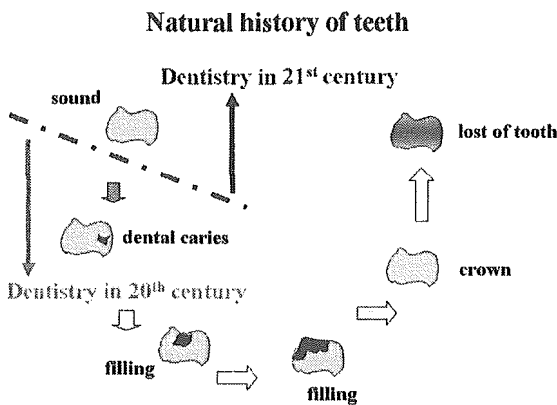 Natural history of teeth
Dentistry in 21st century
sound
lost of tooth
dental caries
crown
Dentistry in 20th century
filling
filling